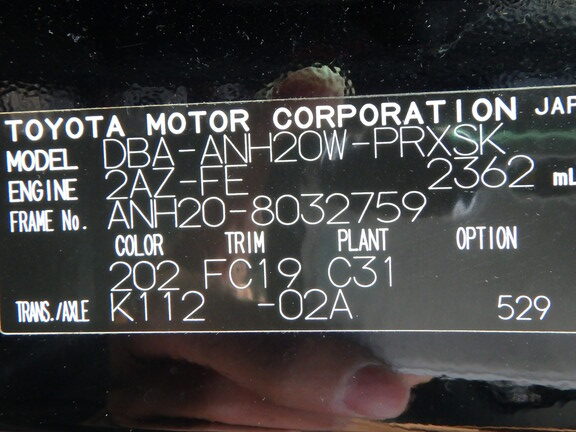 TOYOTA MOTOR CORPORATION JAP
MODEL DBA-ANH20W-PRXSK
ENGINE 2AZ-FE 2362 mL
FRAME No. ANH20-8032759
COLOR TRIM PLANT OPTION
202 FC19 C31
TRANS./AXLE K112 -02A 529